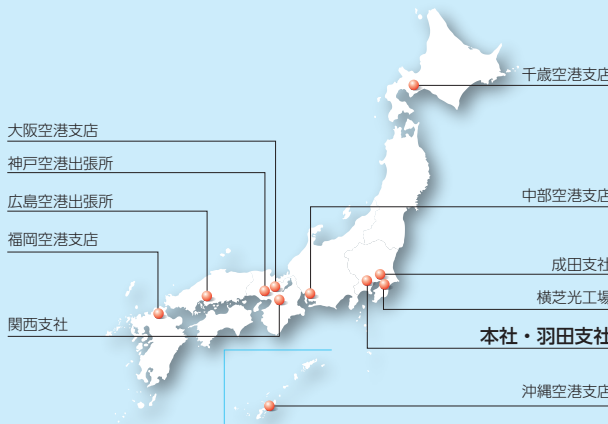 千歳空港支店
大阪空港支店
神戸空港出張所
広島空港出張所
中部空港支店
福岡空港支店
成田支社
横芝光工場
関西支社
本社・羽田支社
沖縄空港支店